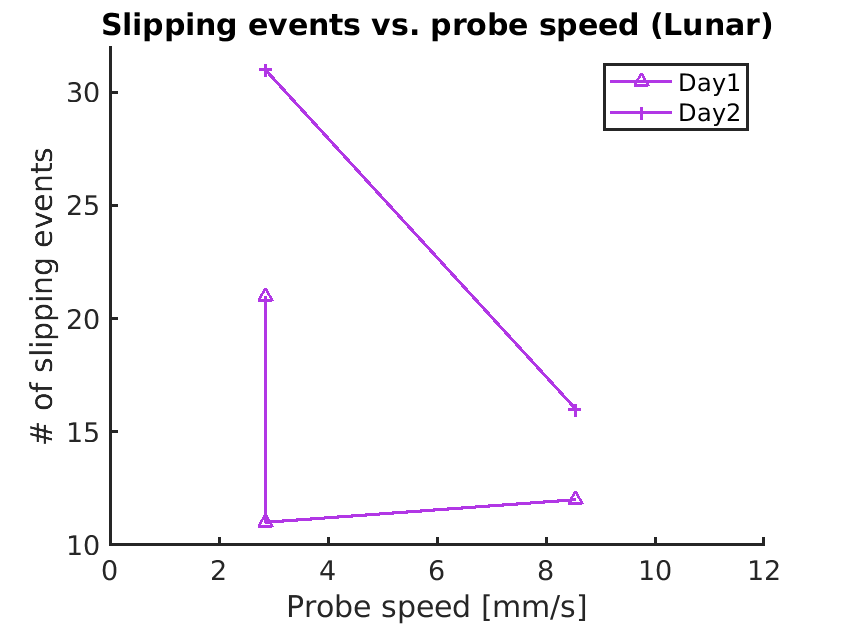 Slipping events vs. probe speed (Lunar)
Day1
Day2
# of slipping events
30
25
20
15
10
0 2 4 6 8 10 12
Probe speed [mm/s]